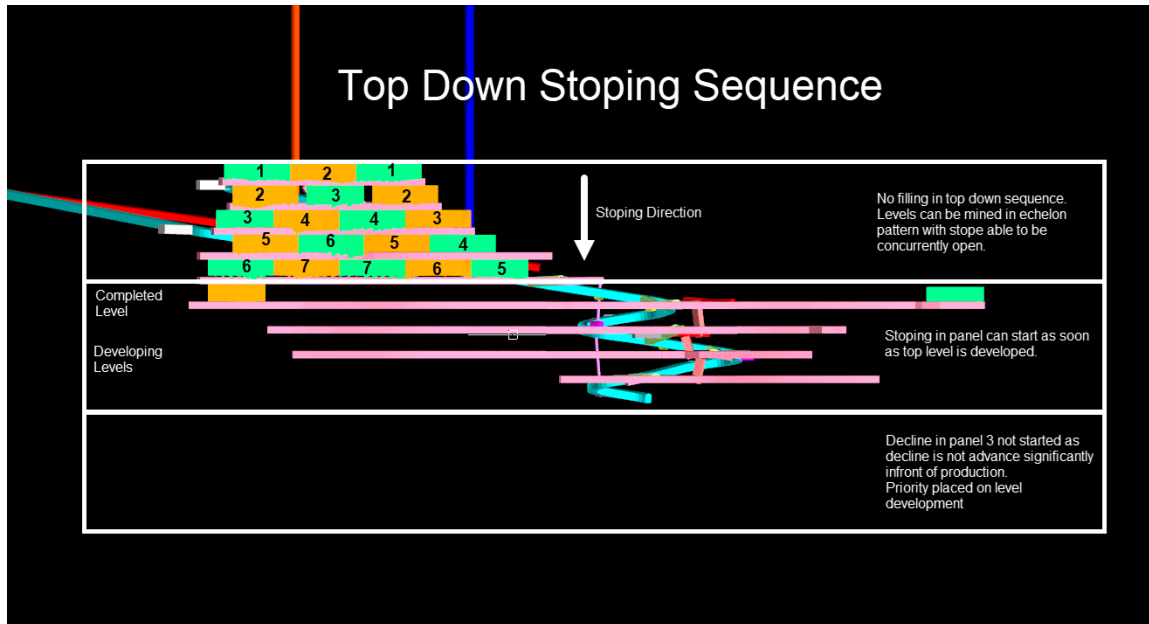 Top Down Stoping Sequence
1 2 1
2 3 2
3 4 4 3
5 6 5 4
6 7 7 6 5
Stoping Direction
No filling in top down sequence.
Levels can be mined in echelon
pattern with stope able to be
concurrently open.
Completed
Level
Developing
Levels
Stoping in panel can start as soon
as top level is developed.
Decline in panel 3 not started as
decline is not advance significantly
infront of production.
Priority placed on level
development